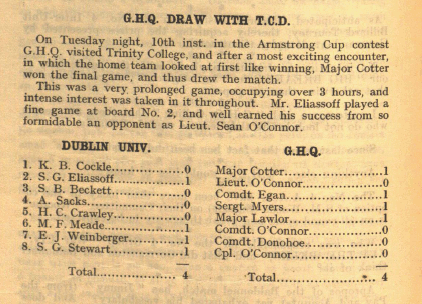 G.H.Q. DRAW WITH T.C.D.
On Tuesday night, 10th inst. in the Armstrong Cup contest
G.H.Q. visited Trinity College, and after a most exciting encounter,
in which the home team looked at first like winning, Major Cotter
won the final game, and thus drew the match.
This was a very prolonged game, occupying over 3 hours, and
intense interest was taken in it throughout. Mr. Eliassoff played a
fine game at board No. 2, and well earned his success from so
formidable an opponent as Lieut. Sean O'Connor.
DUBLIN UNIV. G.H.Q.
1. K. B. Cockle...............0 Major Cotter...............1
2. S. G. Eliassoff...............1 Lieut. O'Connor...............0
3. S. B. Beckett...............0 Comdt. Egan...............1
4. A. Sacks...............0 Sergt. Myers...............1
5. H. C. Crawley...............0 Major Lawlor...............1
6. M. F. Meade...............1 Comdt. O'Connor...............0
7. E. J. Weinberger...............1 Comdt. Donohoe...............0
8. S. G. Stewart...............1 Cpl. O'Connor...............0
Total............... 4 Total............... 4